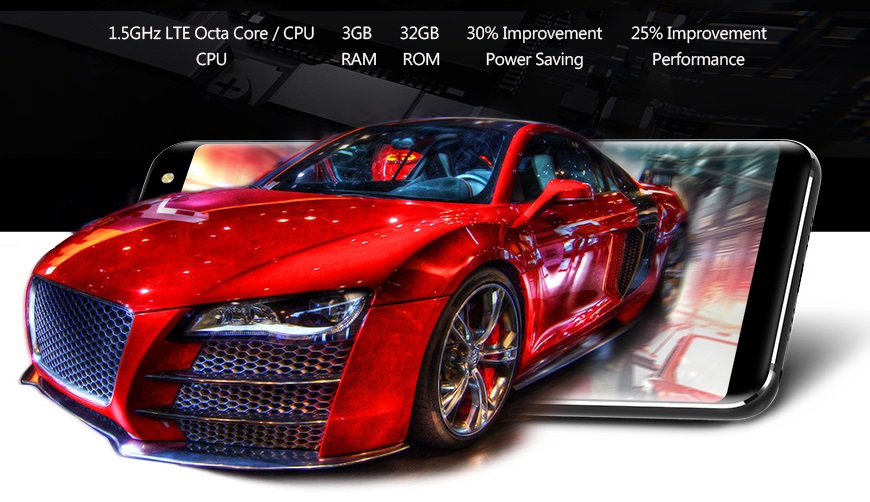 1.5GHz LTE Octa Core / CPU 3GB 32GB 30% Improvement 25% Improvement
CPU RAM ROM Power Saving Performance